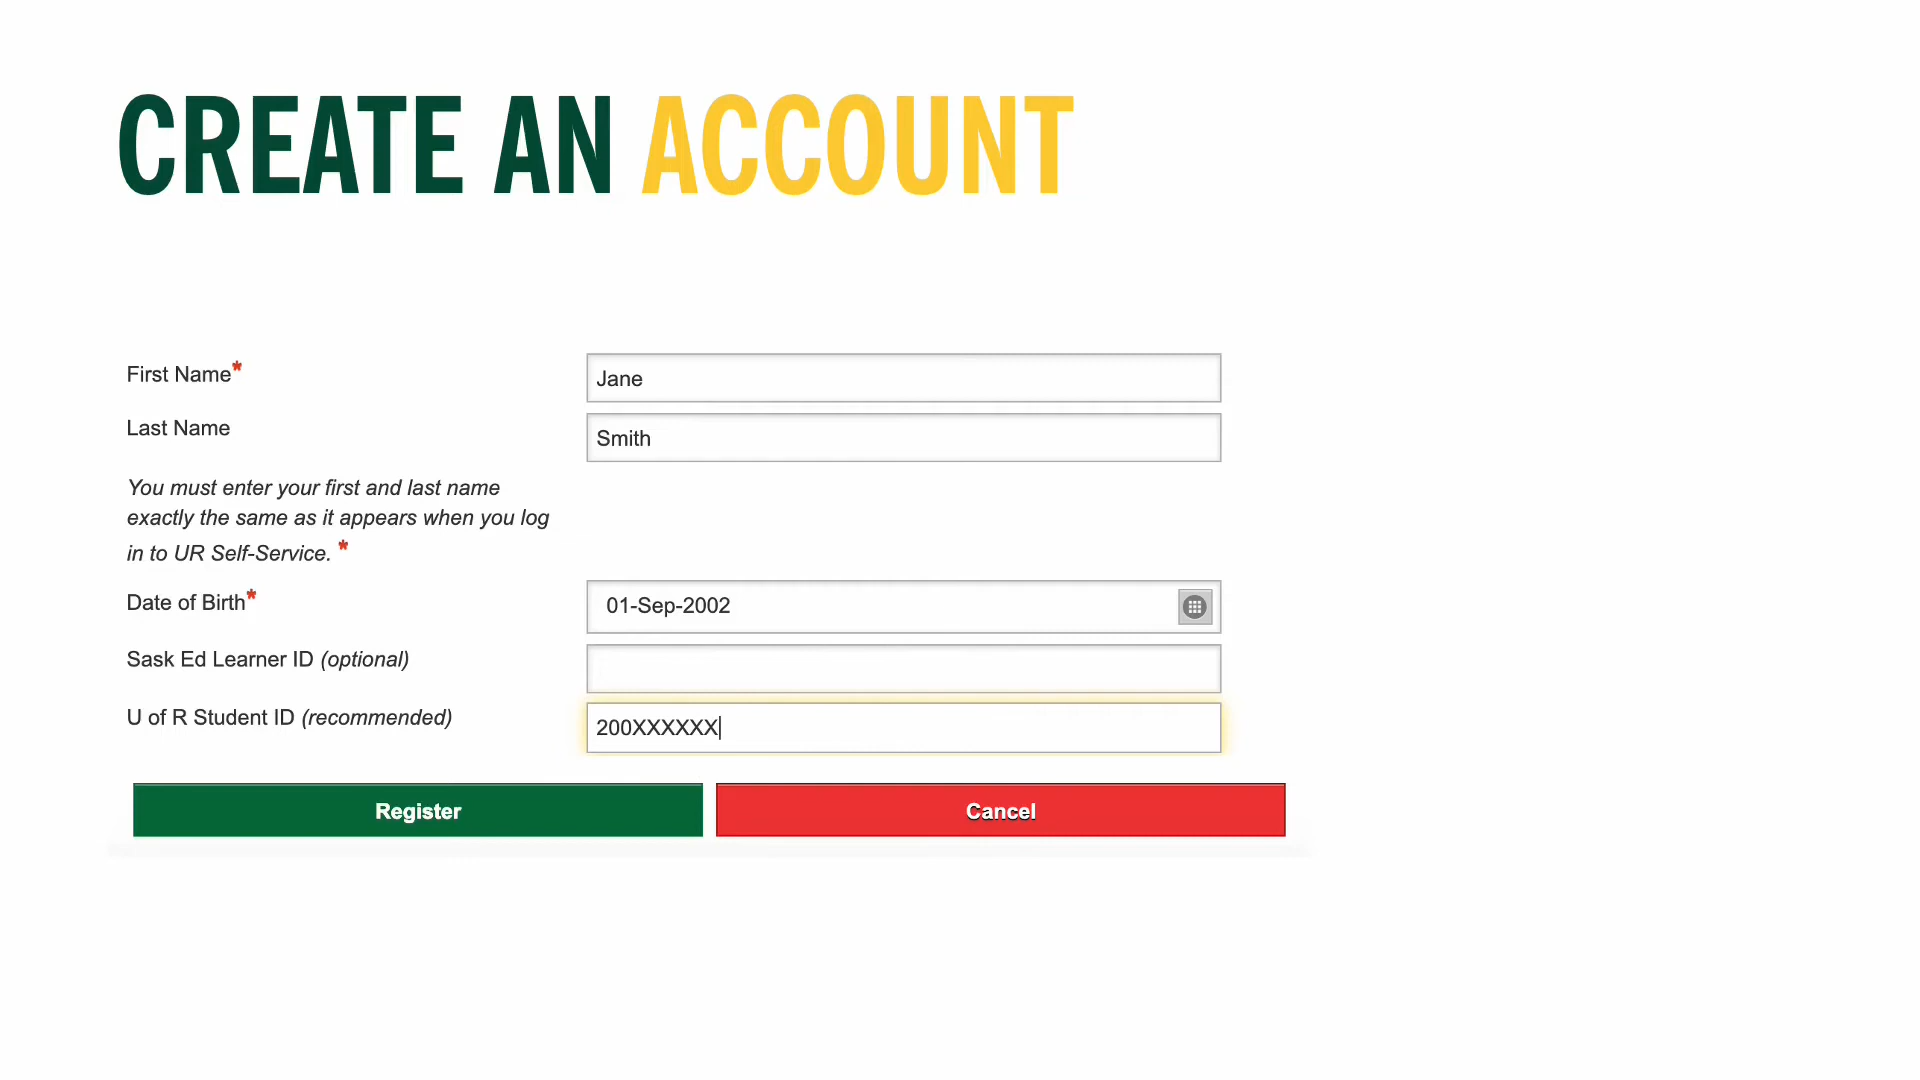 CREATE AN ACCOUNT
First Name*
Jane
Last Name
Smith
You must enter your first and last name
exactly the same as it appears when you log
in to UR Self-Service. *
Date of Birth*
01-Sep-2002
Sask Ed Learner ID (optional)
U of R Student ID (recommended)
200XXXXXX
Register
Cancel